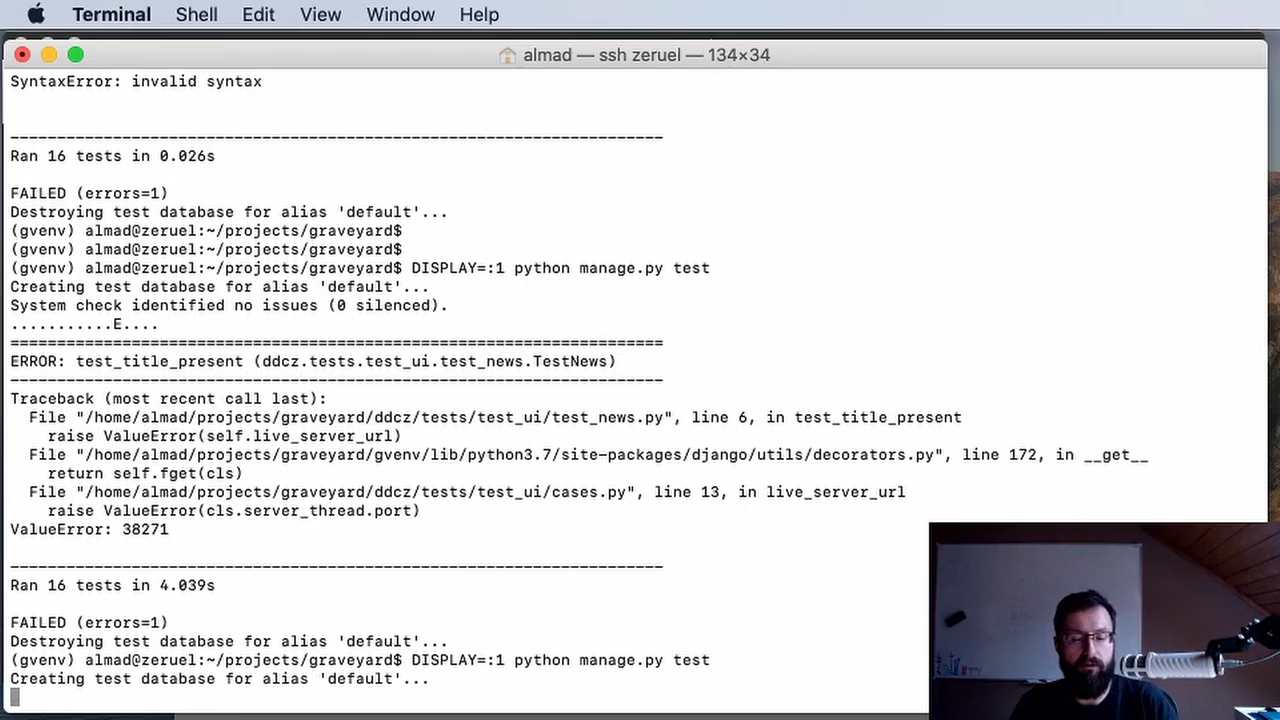 Terminal Shell Edit View Window Help
almad — ssh zeruel — 134×34
SyntaxError: invalid syntax
----------------------------------------------------------------------
Ran 16 tests in 0.026s
FAILED (errors=1)
Destroying test database for alias 'default'...
(gvenv) almad@zeruel:~/projects/graveyard$
(gvenv) almad@zeruel:~/projects/graveyard$
(gvenv) almad@zeruel:~/projects/graveyard$ DISPLAY=:1 python manage.py test
Creating test database for alias 'default'...
System check identified no issues (0 silenced).
...........E....
======================================================================
ERROR: test_title_present (ddcz.tests.test_ui.test_news.TestNews)
----------------------------------------------------------------------
Traceback (most recent call last):
  File "/home/almad/projects/graveyard/ddcz/tests/test_ui/test_news.py", line 6, in test_title_present
    raise ValueError(self.live_server_url)
  File "/home/almad/projects/graveyard/gvenv/lib/python3.7/site-packages/django/utils/decorators.py", line 172, in __get__
    return self.fget(cls)
  File "/home/almad/projects/graveyard/ddcz/tests/test_ui/cases.py", line 13, in live_server_url
    raise ValueError(cls.server_thread.port)
ValueError: 38271
----------------------------------------------------------------------
Ran 16 tests in 4.039s
FAILED (errors=1)
Destroying test database for alias 'default'...
(gvenv) almad@zeruel:~/projects/graveyard$ DISPLAY=:1 python manage.py test
Creating test database for alias 'default'...